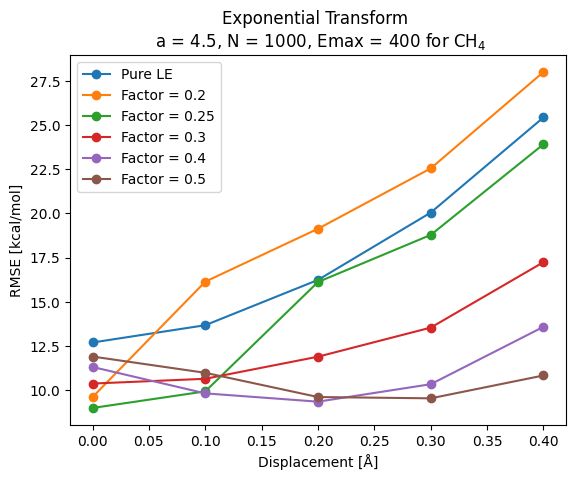 Exponential Transform
a = 4.5, N = 1000, Emax = 400 for CH₄
Pure LE
Factor = 0.2
Factor = 0.25
Factor = 0.3
Factor = 0.4
Factor = 0.5
RMSE [kcal/mol]
27.5
25.0
22.5
20.0
17.5
15.0
12.5
10.0
0.00 0.05 0.10 0.15 0.20 0.25 0.30 0.35 0.40
Displacement [Å]